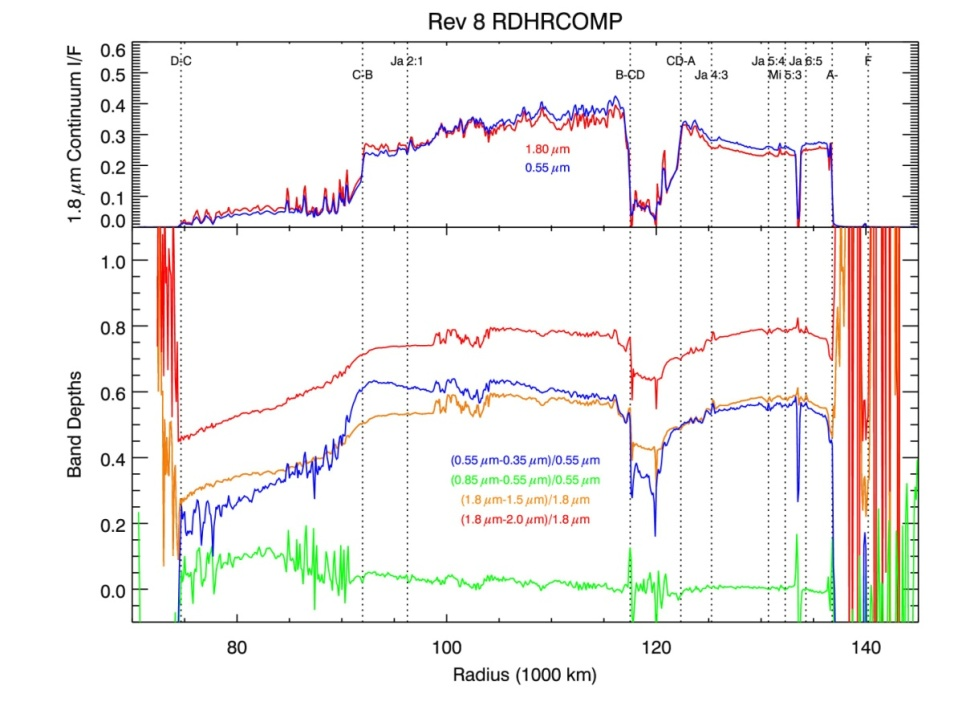 Rev 8 RDHRCOMP
1.8 μm Continuum I/F
0.6
0.5
0.4
0.3
0.2
0.1
0.0
D-C
C-B
Ja 2:1
B-CD
CD-A
Ja 4:3
Ja 5:4
Mi 5:3
Ja 6:5
A-
F
1.80 μm
0.55 μm
Band Depths
1.0
0.8
0.6
0.4
0.2
0.0
(0.55 μm-0.35 μm)/0.55 μm
(0.85 μm-0.55 μm)/0.55 μm
(1.8 μm-1.5 μm)/1.8 μm
(1.8 μm-2.0 μm)/1.8 μm
80
100
120
140
Radius (1000 km)